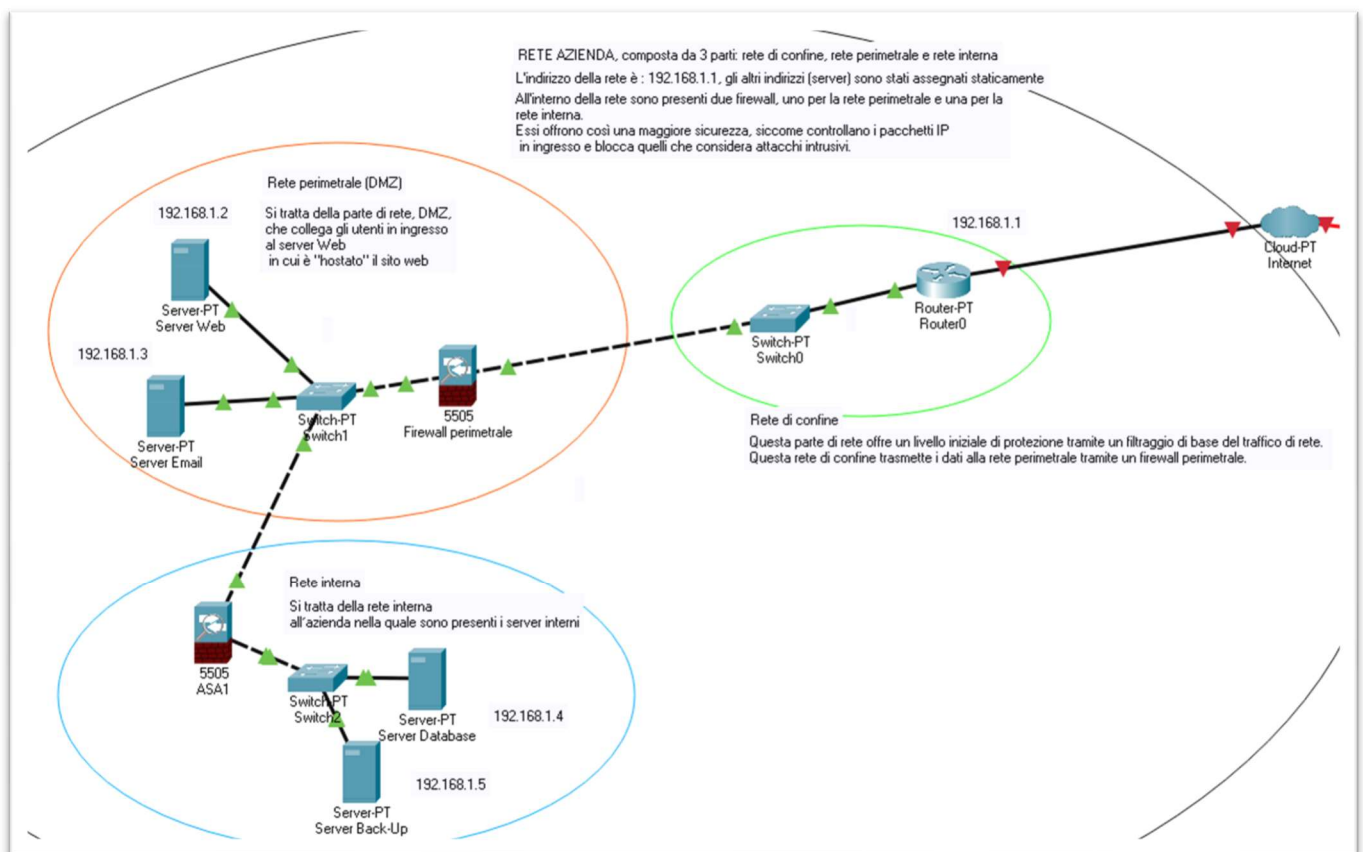 RETE AZIENDA, composta da 3 parti: rete di confine, rete perimetrale e rete interna
L'indirizzo della rete è : 192.168.1.1, gli altri indirizzi (server) sono stati assegnati staticamente
All'interno della rete sono presenti due firewall, uno per la rete perimetrale e una per la
rete interna.
Essi offrono così una maggiore sicurezza, siccome controllano i pacchetti IP
in ingresso e blocca quelli che considera attacchi intrusivi.
Rete perimetrale (DMZ)
Si tratta della parte di rete, DMZ,
che collega gli utenti in ingresso
al server Web
in cui è "hostato" il sito web
192.168.1.2
Server-PT
Server Web
192.168.1.3
Server-PT
Server Email
Switch-PT
Switch1
5505
Firewall perimetrale
192.168.1.1
Cloud-PT
Internet
Router-PT
Router0
Switch-PT
Switch0
Rete di confine
Questa parte di rete offre un livello iniziale di protezione tramite un filtraggio di base del traffico di rete.
Questa rete di confine trasmette i dati alla rete perimetrale tramite un firewall perimetrale.
Rete interna
Si tratta della rete interna
all'azienda nella quale sono presenti i server interni
5505
ASA1
Switch-PT
Switch2
Server-PT
Server Database
192.168.1.4
192.168.1.5
Server-PT
Server Back-Up